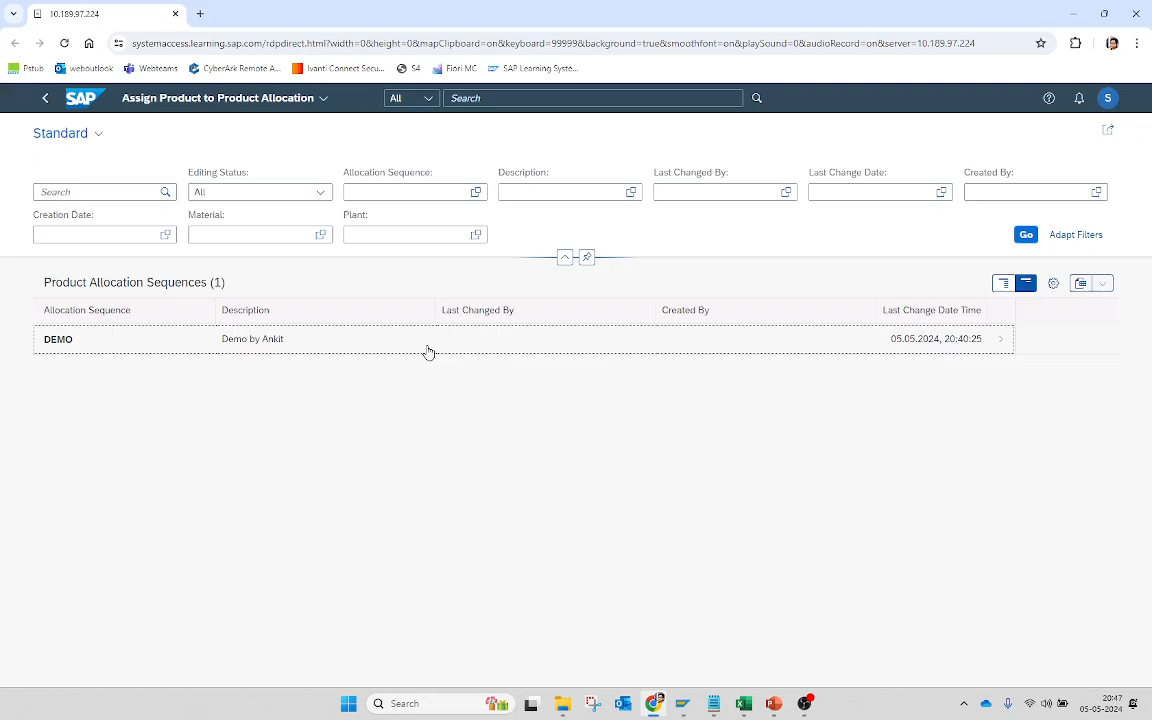 10.189.97.224
systemaccess.learning.sap.com/rdpdirect.html?width=0&height=0&mapClipboard=on&keyboard=99999&background=true&smoothfont=on&playSound=0&audioRecord=on&server=10.189.97.224
Pstub weboutlook Webteams CyberArk Remote A... Ivanti Connect Secu... S4 Fiori MC SAP Learning Syste...
SAP Assign Product to Product Allocation All Search S
Standard
Editing Status: Allocation Sequence: Description: Last Changed By: Last Change Date: Created By:
Search All
Creation Date: Material: Plant:
Go Adapt Filters
Product Allocation Sequences (1)
Allocation Sequence Description Last Changed By Created By Last Change Date Time
DEMO Demo by Ankit 05.05.2024, 20:40:25
Search
20:47
05-05-2024